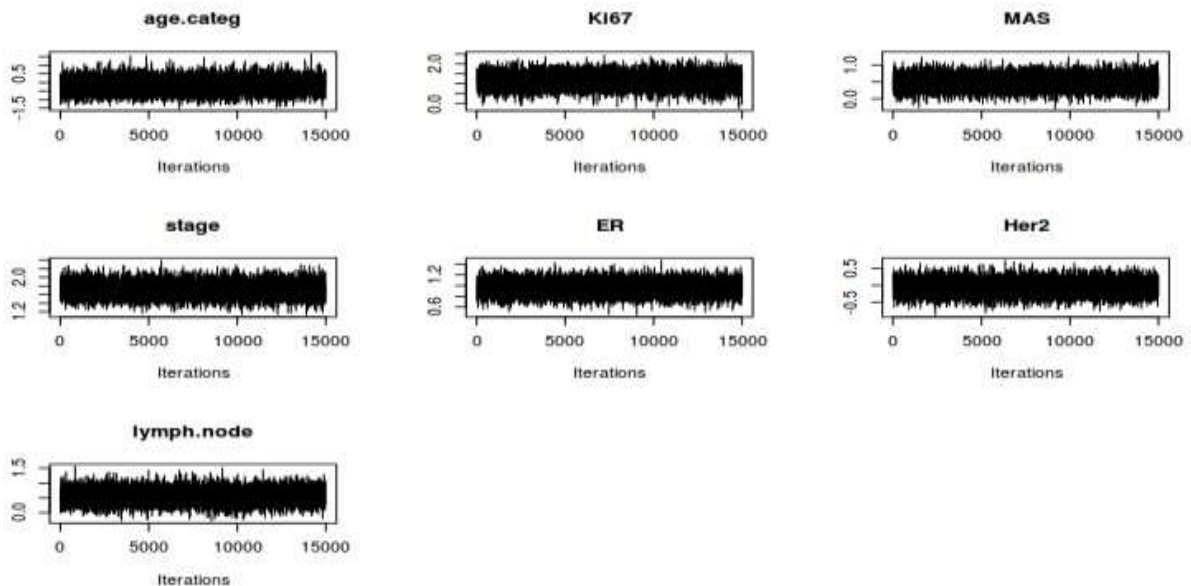 age.categ
KI67
MAS
-1.5 0.5
0.0 2.0
0.0 1.0
0 5000 10000 15000
0 5000 10000 15000
0 5000 10000 15000
Iterations
Iterations
Iterations
stage
ER
Her2
1.2 2.0
0.6 1.2
-0.5 0.5
0 5000 10000 15000
0 5000 10000 15000
0 5000 10000 15000
Iterations
Iterations
Iterations
lymph.node
0.0 1.5
0 5000 10000 15000
Iterations